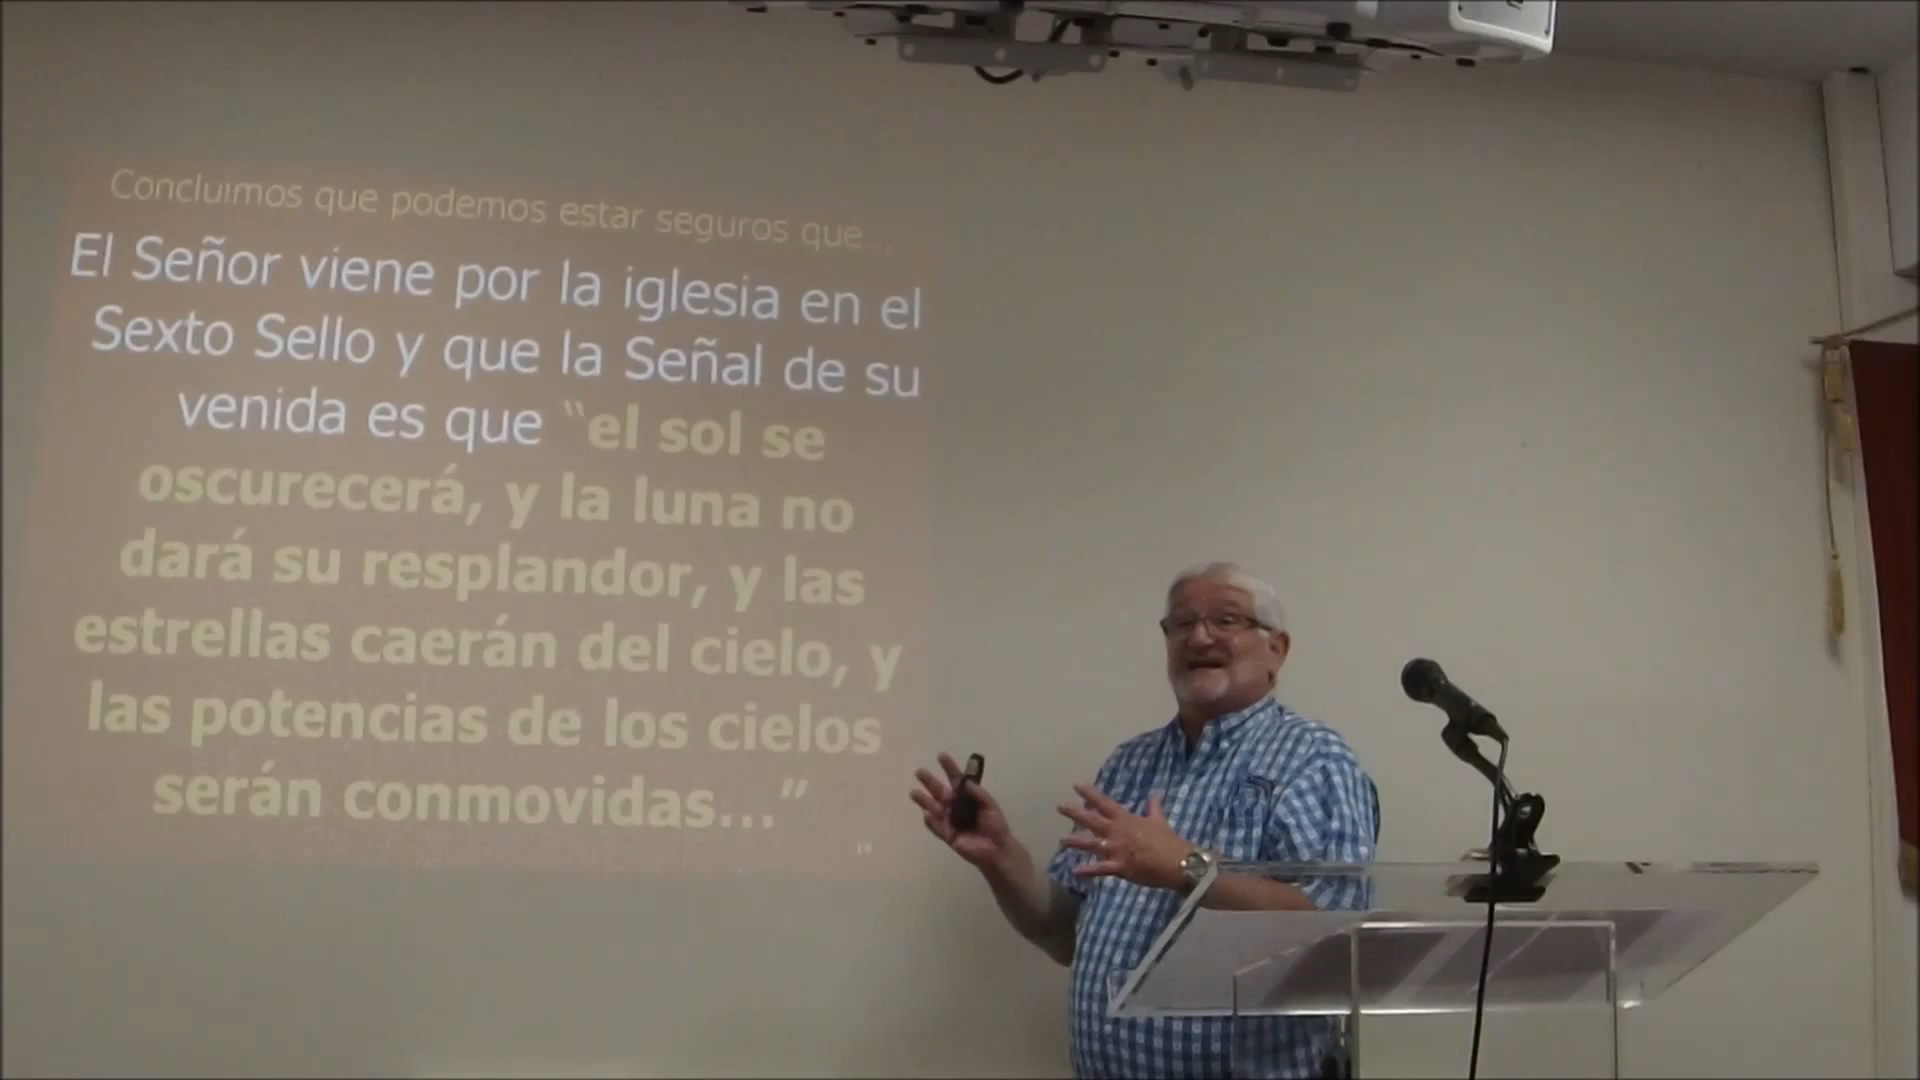 Concluimos que podemos estar seguros que...
El Señor viene por la iglesia en el
Sexto Sello y que la Señal de su
venida es que “el sol se
oscurecerá, y la luna no
dará su resplandor, y las
estrellas caerán del cielo, y
las potencias de los cielos
serán conmovidas...”